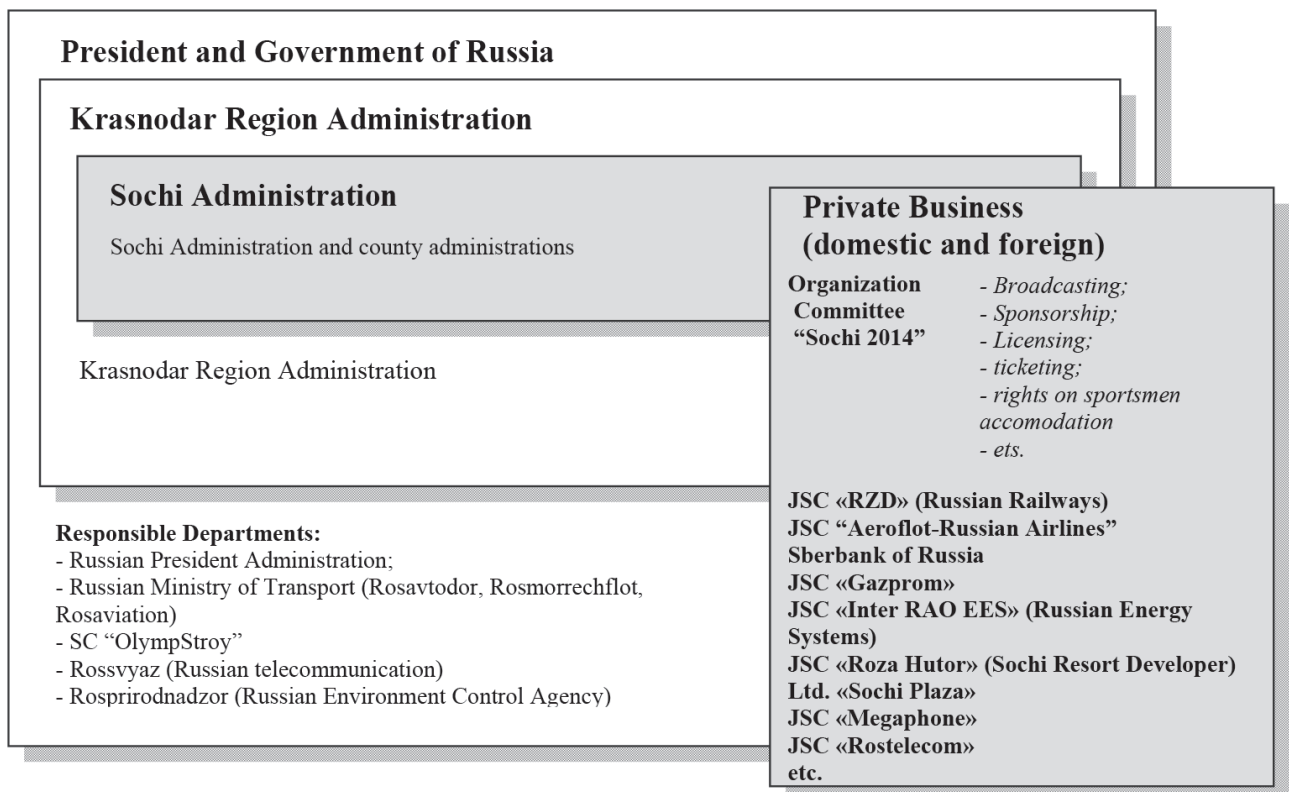 President and Government of Russia
Krasnodar Region Administration
Sochi Administration
Sochi Administration and county administrations
Krasnodar Region Administration
Responsible Departments:
- Russian President Administration;
- Russian Ministry of Transport (Rosavtodor, Rosmorrechflot,
Rosaviation)
- SC “OlympStroy”
- Rossvyaz (Russian telecommunication)
- Rosprirodnadzor (Russian Environment Control Agency)
Private Business
(domestic and foreign)
Organization
Committee
“Sochi 2014”
- Broadcasting;
- Sponsorship;
- Licensing;
- ticketing;
- rights on sportsmen
accomodation
- ets.
JSC «RZD» (Russian Railways)
JSC “Aeroflot-Russian Airlines”
Sberbank of Russia
JSC «Gazprom»
JSC «Inter RAO EES» (Russian Energy
Systems)
JSC «Roza Hutor» (Sochi Resort Developer)
Ltd. «Sochi Plaza»
JSC «Megaphone»
JSC «Rostelecom»
etc.